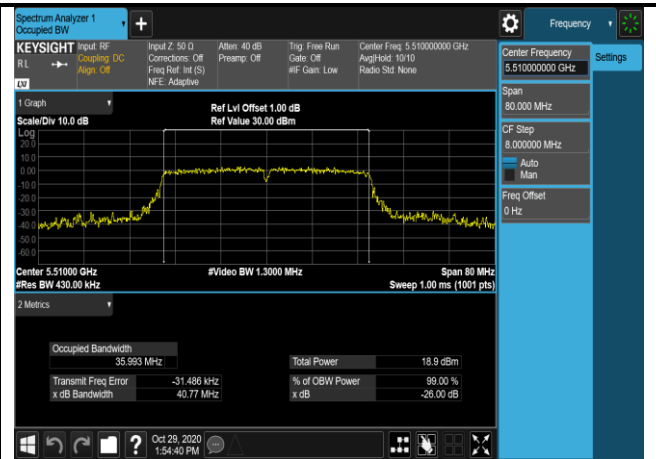 Spectrum Analyzer 1
Occupied BW
Frequency
KEYSIGHT
RL
LXI
Input: RF
Coupling: DC
Align: Off
Input Z: 50 Ω
Corrections: Off
Freq Ref: Int (S)
NFE: Adaptive
Atten: 40 dB
Preamp: Off
Trig: Free Run
Gate: Off
#IF Gain: Low
Center Freq: 5.510000000 GHz
Avg|Hold: 10/10
Radio Std: None
Center Frequency
5.510000000 GHz
Settings
Span
80.000 MHz
CF Step
8.000000 MHz
Auto
Man
Freq Offset
0 Hz
1 Graph
Scale/Div 10.0 dB
Ref Lvl Offset 1.00 dB
Ref Value 30.00 dBm
Log
20.0
10.0
0.00
-10.0
-20.0
-30.0
-40.0
-50.0
-60.0
Center 5.51000 GHz
#Res BW 430.00 kHz
#Video BW 1.3000 MHz
Span 80 MHz
Sweep 1.00 ms (1001 pts)
2 Metrics
Occupied Bandwidth
35.993 MHz
Transmit Freq Error -31.486 kHz
x dB Bandwidth 40.77 MHz
Total Power 18.9 dBm
% of OBW Power 99.00 %
x dB -26.00 dB
?
Oct 29, 2020
1:54:40 PM